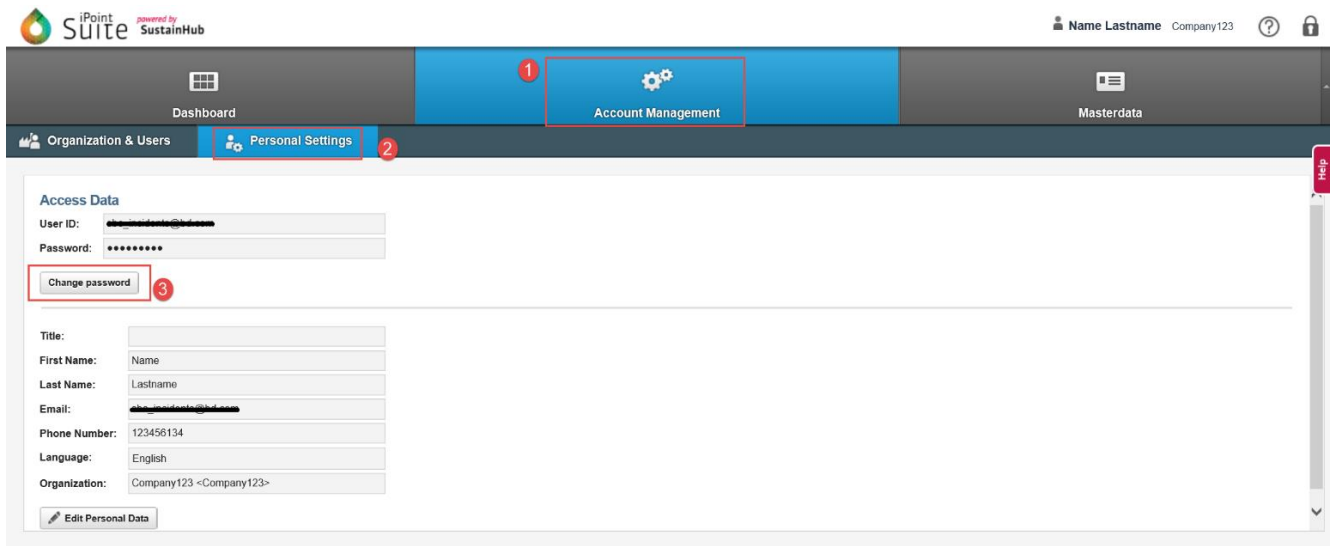 iPoint Suite powered by SustainHub
Name Lastname Company123
1
Dashboard
Account Management
Masterdata
Organization & Users
Personal Settings
2
Help
Access Data
User ID:
Password: •••••••••
Change password
3
Title:
First Name: Name
Last Name: Lastname
Email:
Phone Number: 123456134
Language: English
Organization: Company123 <Company123>
Edit Personal Data